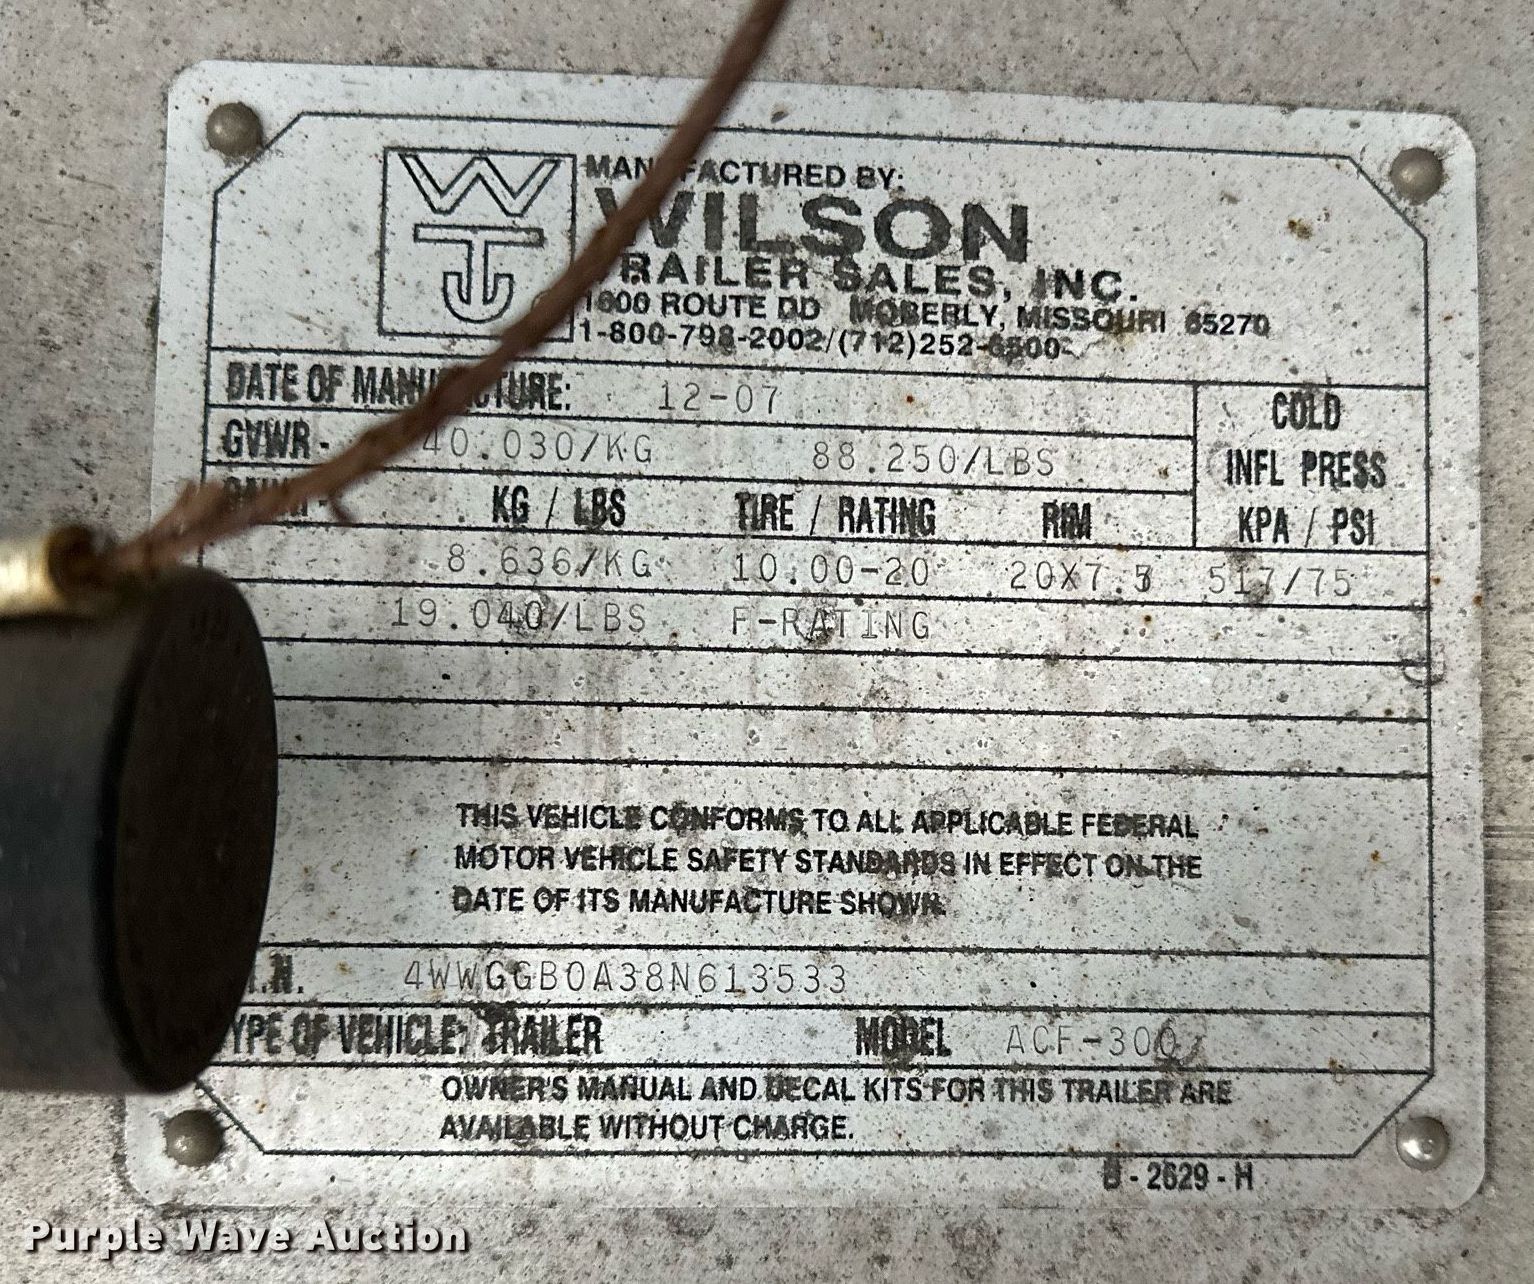 WTJ
MANUFACTURED BY:
WILSON
TRAILER SALES, INC.
ROUTE DD MOBERLY, MISSOURI 65270
1-800-798-2002/(712)252-6500
DATE OF MANUFACTURE: 12-07
COLD
GVWR - 40.030/KG 88.250/LBS
INFL PRESS
KG / LBS TIRE / RATING RIM KPA / PSI
8.636/KG 10.00-20 20X7.5 517/75
19.040/LBS F-RATING
THIS VEHICLE CONFORMS TO ALL APPLICABLE FEDERAL
MOTOR VEHICLE SAFETY STANDARDS IN EFFECT ON THE
DATE OF ITS MANUFACTURE SHOWN.
4WWGGB0A38N613533
TYPE OF VEHICLE: TRAILER MODEL ACF-300
OWNER'S MANUAL AND DECAL KITS FOR THIS TRAILER ARE
AVAILABLE WITHOUT CHARGE.
- 2629 - H
Purple Wave Auction